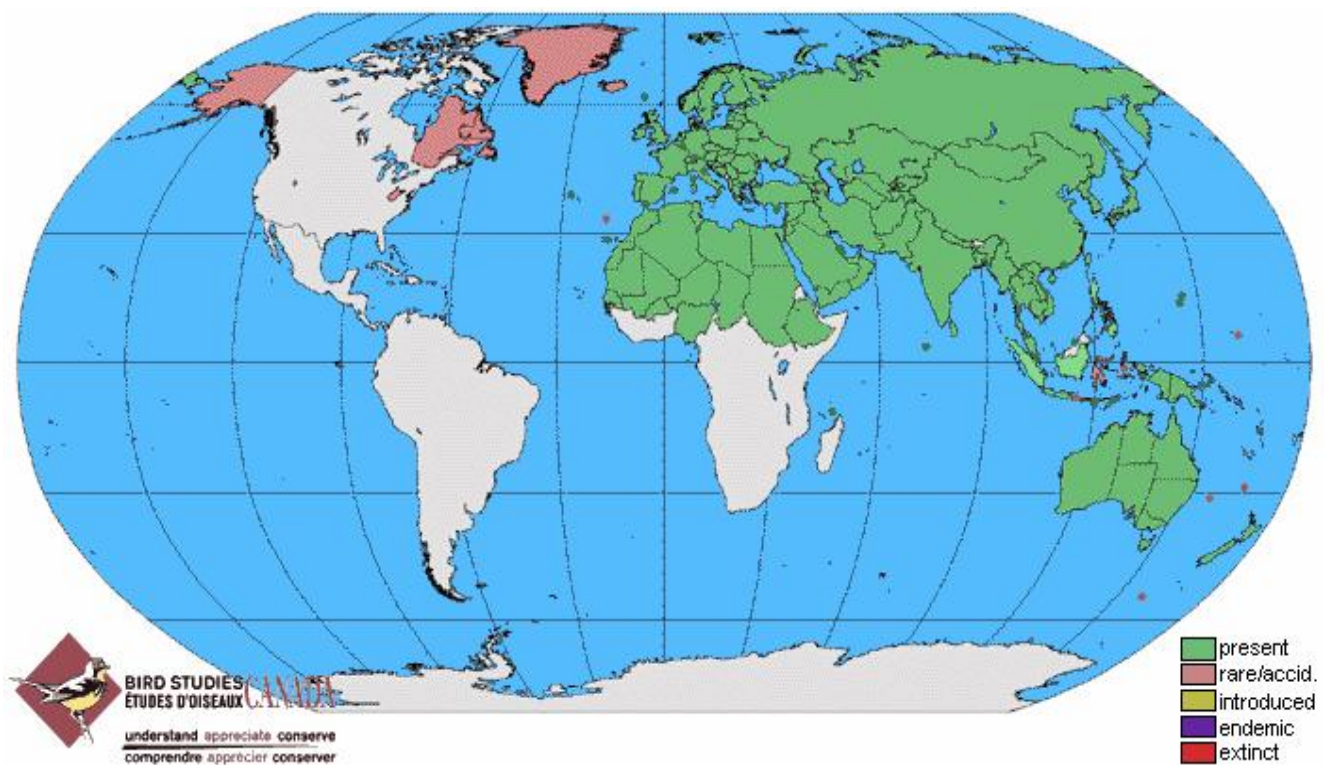 BIRD STUDIES CANADA
ÉTUDES D'OISEAUX
understand appreciate conserve
comprendre apprécier conserver
present
rare/accid.
introduced
endemic
extinct